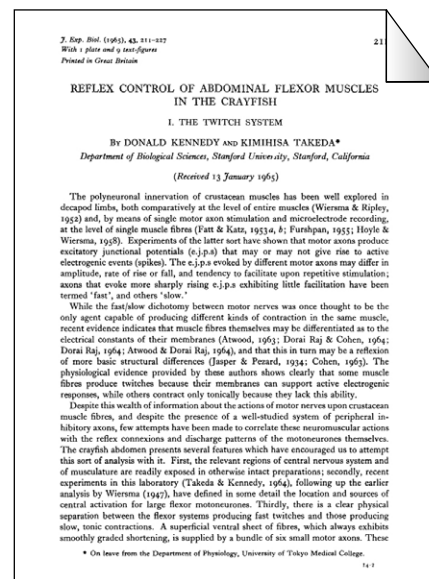 J. Exp. Biol. (1965), 43, 211-227
With 1 plate and 9 text-figures
Printed in Great Britain
21
REFLEX CONTROL OF ABDOMINAL FLEXOR MUSCLES
IN THE CRAYFISH
I. THE TWITCH SYSTEM
BY DONALD KENNEDY AND KIMIHISA TAKEDA*
Department of Biological Sciences, Stanford University, Stanford, California
(Received 13 January 1965)
The polyneuronal innervation of crustacean muscles has been well explored in
decapod limbs, both comparatively at the level of entire muscles (Wiersma & Ripley,
1952) and, by means of single motor axon stimulation and microelectrode recording,
at the level of single muscle fibres (Fatt & Katz, 1953a, b; Furshpan, 1955; Hoyle &
Wiersma, 1958). Experiments of the latter sort have shown that motor axons produce
excitatory junctional potentials (e.j.p.s) that may or may not give rise to active
electrogenic events (spikes). The e.j.p.s evoked by different motor axons may differ in
amplitude, rate of rise or fall, and tendency to facilitate upon repetitive stimulation;
axons that evoke more sharply rising e.j.p.s exhibiting little facilitation have been
termed 'fast', and others 'slow.'
While the fast/slow dichotomy between motor nerves was once thought to be the
only agent capable of producing different kinds of contraction in the same muscle,
recent evidence indicates that muscle fibres themselves may be differentiated as to the
electrical constants of their membranes (Atwood, 1963; Dorai Raj & Cohen, 1964;
Dorai Raj, 1964; Atwood & Dorai Raj, 1964), and that this in turn may be a reflexion
of more basic structural differences (Jasper & Pezard, 1934; Cohen, 1963). The
physiological evidence provided by these authors shows clearly that some muscle
fibres produce twitches because their membranes can support active electrogenic
responses, while others contract only tonically because they lack this ability.
Despite this wealth of information about the actions of motor nerves upon crustacean
muscle fibres, and despite the presence of a well-studied system of peripheral in-
hibitory axons, few attempts have been made to correlate these neuromuscular actions
with the reflex connexions and discharge patterns of the motoneurones themselves.
The crayfish abdomen presents several features which have encouraged us to attempt
this sort of analysis with it. First, the relevant regions of central nervous system and
of musculature are readily exposed in otherwise intact preparations; secondly, recent
experiments in this laboratory (Takeda & Kennedy, 1964), following up the earlier
analysis by Wiersma (1947), have defined in some detail the location and sources of
central activation for large flexor motoneurones. Thirdly, there is a clear physical
separation between the flexor systems producing fast twitches and those producing
slow, tonic contractions. A superficial ventral sheet of fibres, which always exhibits
smoothly graded shortening, is supplied by a bundle of six small motor axons. These
* On leave from the Department of Physiology, University of Tokyo Medical College.
14-2